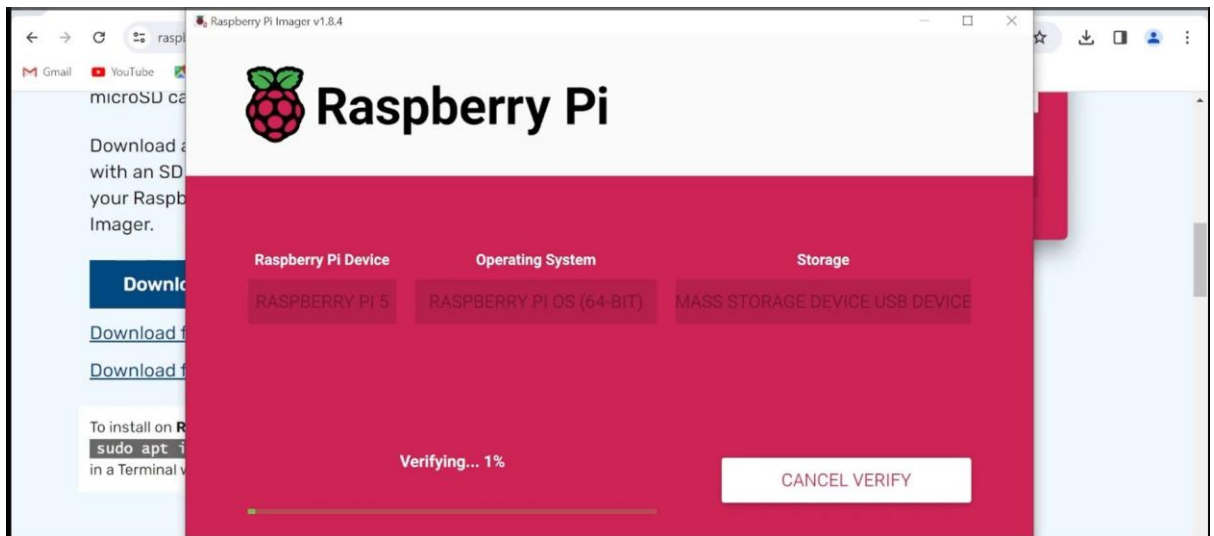 Raspberry Pi Imager v1.8.4
raspl
Gmail YouTube
microSD ca
Download a
with an SD
your Raspb
Imager.
Downlo
Download f
Download f
To install on R
sudo apt i
in a Terminal w
Raspberry Pi
Raspberry Pi Device Operating System Storage
RASPBERRY PI 5 RASPBERRY PI OS (64-BIT) MASS STORAGE DEVICE USB DEVICE
Verifying... 1%
CANCEL VERIFY